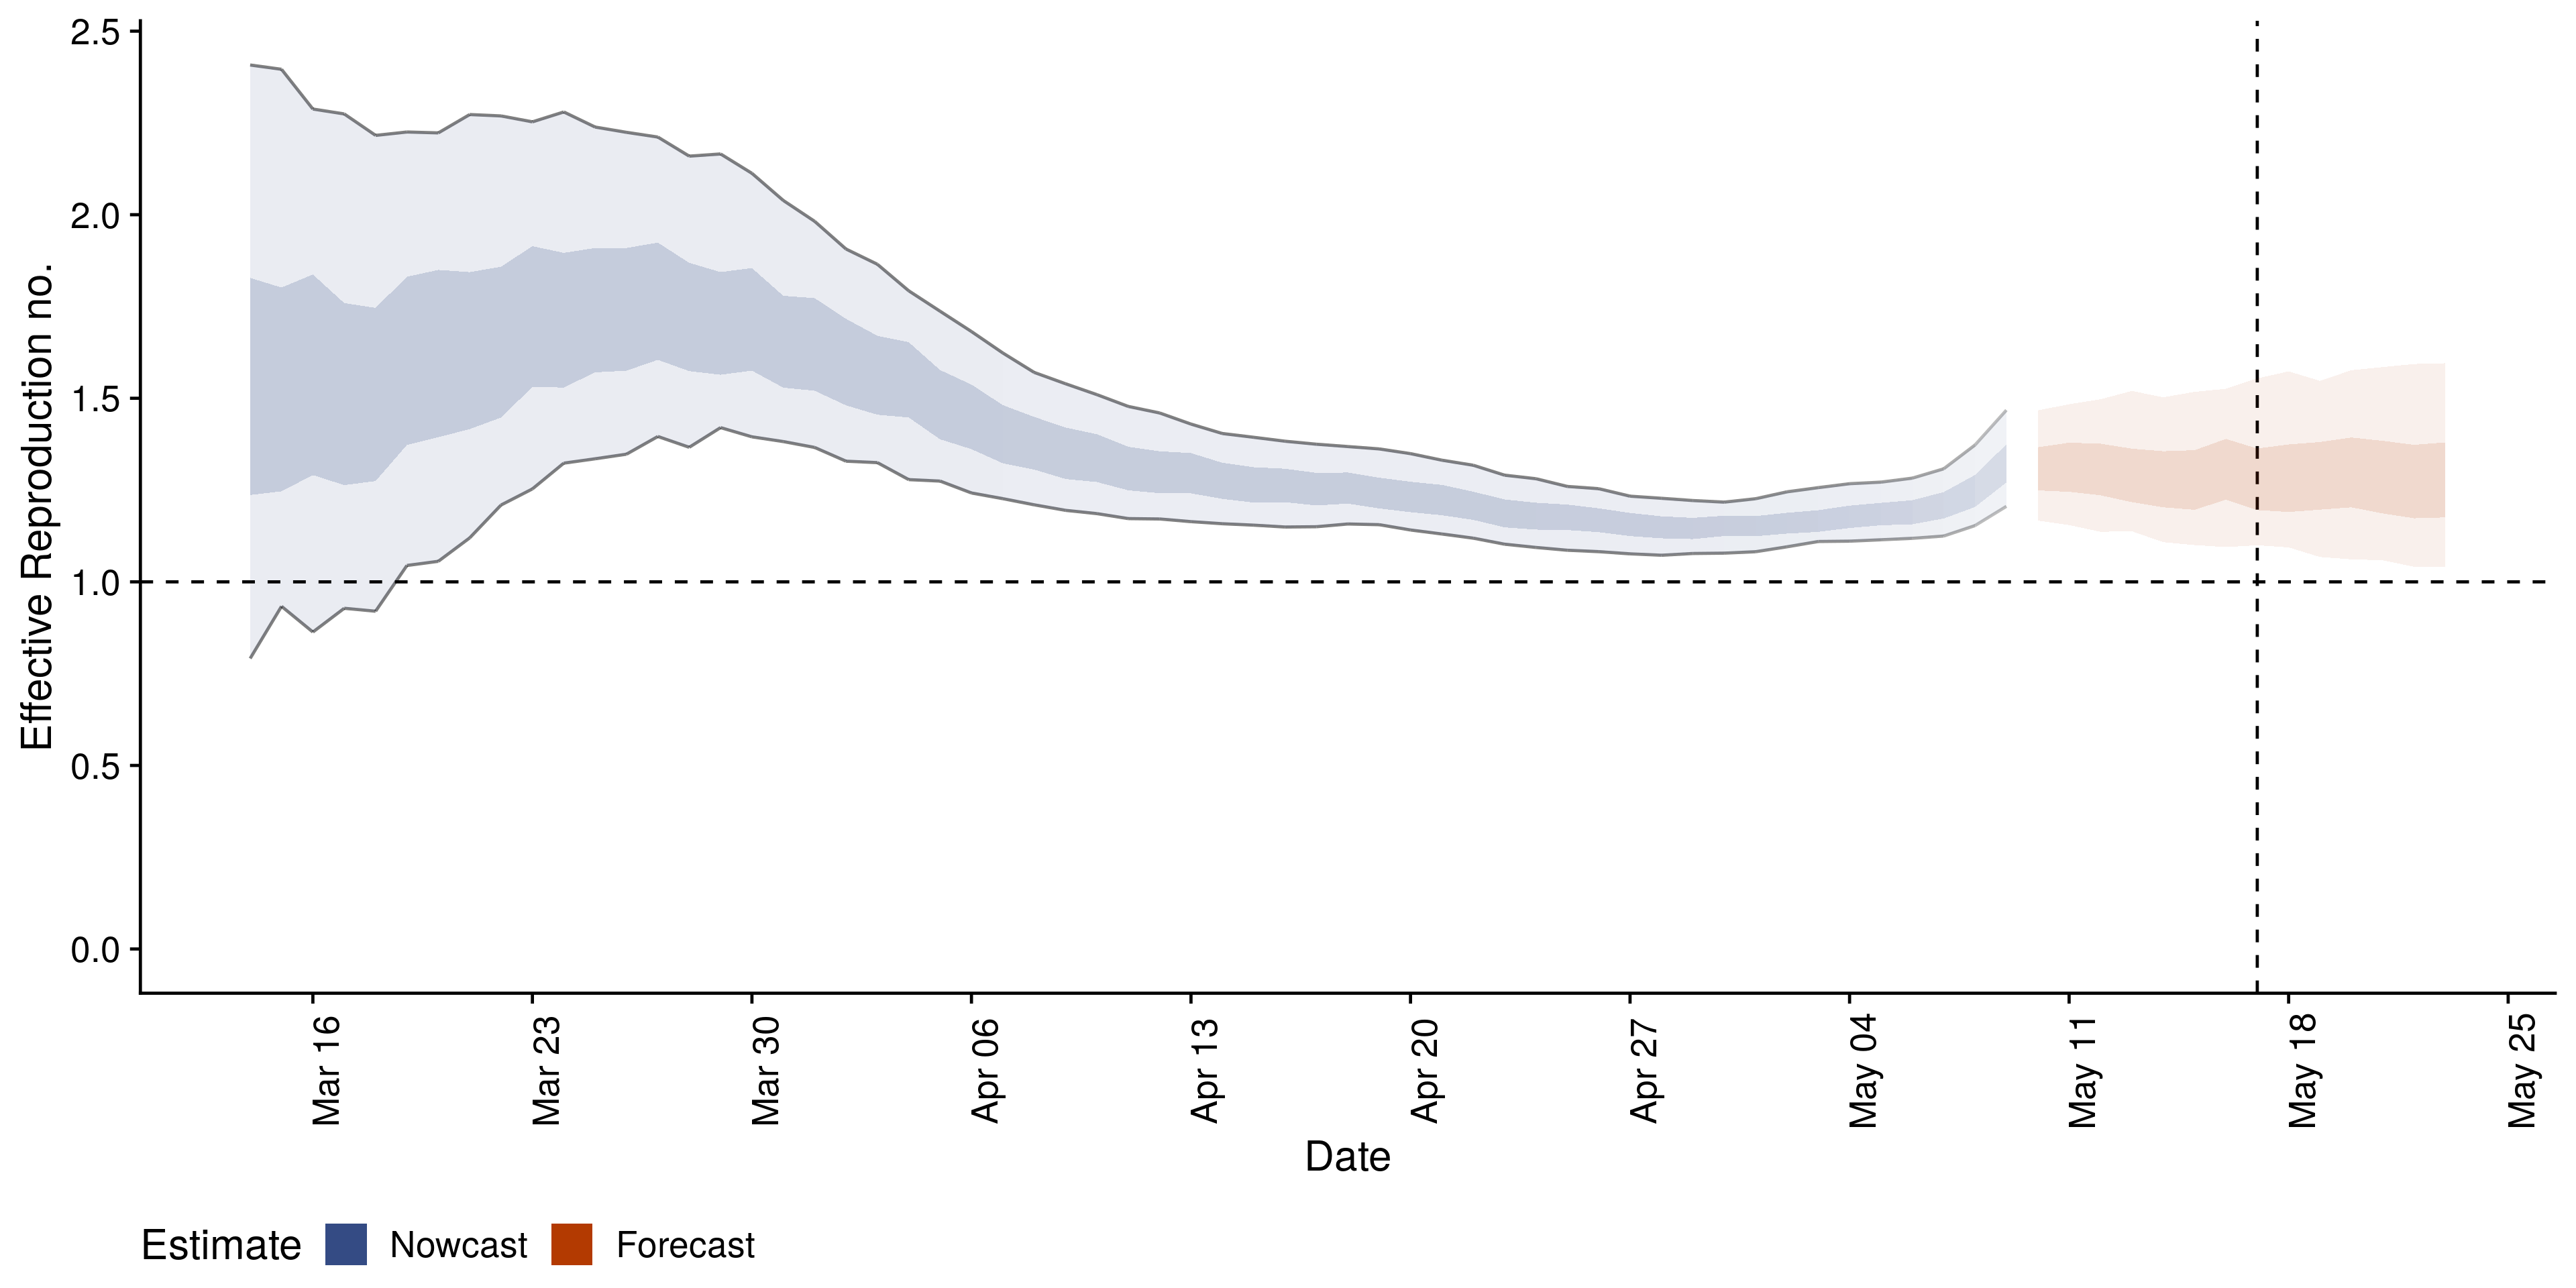 Effective Reproduction no.
2.5
2.0
1.5
1.0
0.5
0.0
Mar 16
Mar 23
Mar 30
Apr 06
Apr 13
Apr 20
Apr 27
May 04
May 11
May 18
May 25
Date
Estimate Nowcast Forecast